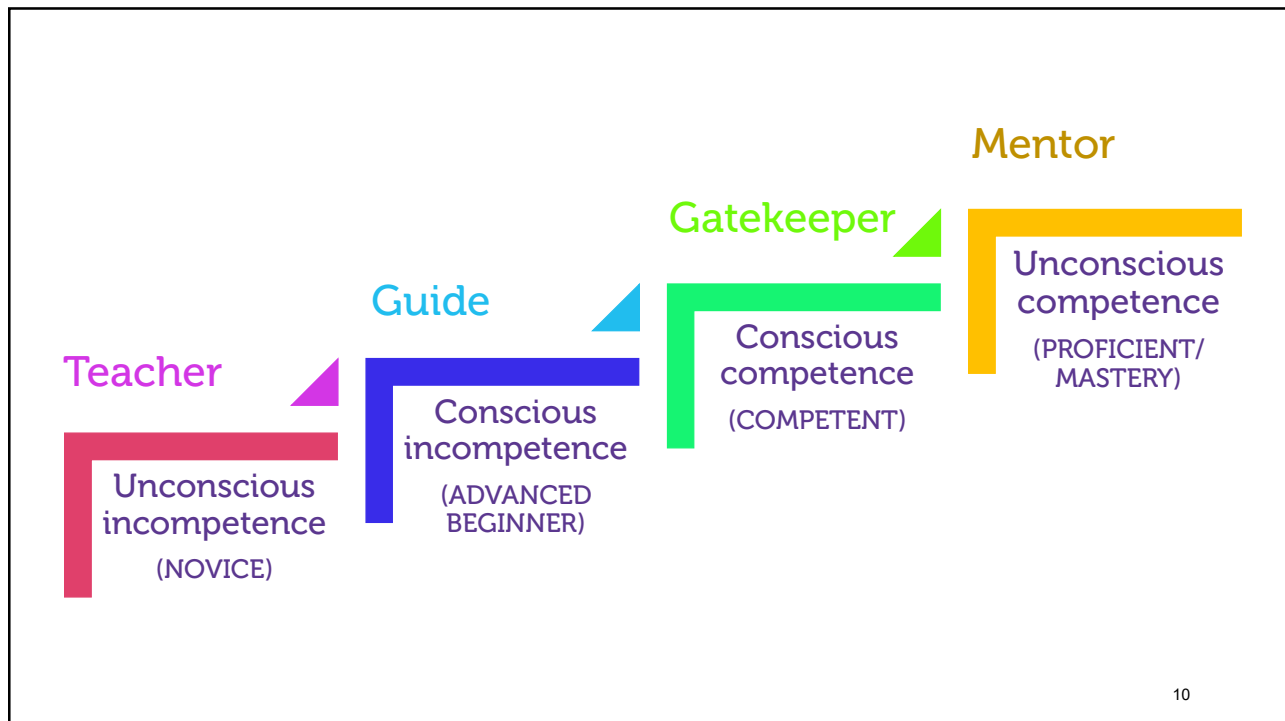 Teacher
Unconscious
incompetence
(NOVICE)
Guide
Conscious
incompetence
(ADVANCED
BEGINNER)
Gatekeeper
Conscious
competence
(COMPETENT)
Mentor
Unconscious
competence
(PROFICIENT/
MASTERY)
10